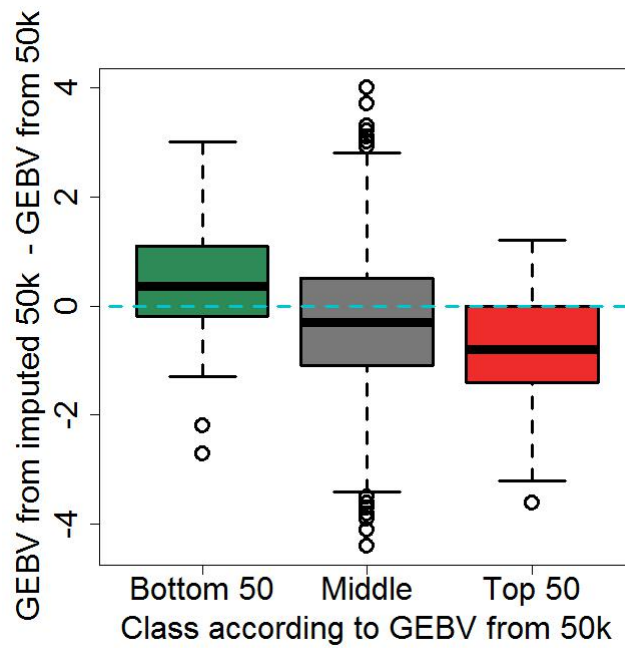 GEBV from imputed 50k - GEBV from 50k
4
2
0
-2
-4
Bottom 50 Middle Top 50
Class according to GEBV from 50k